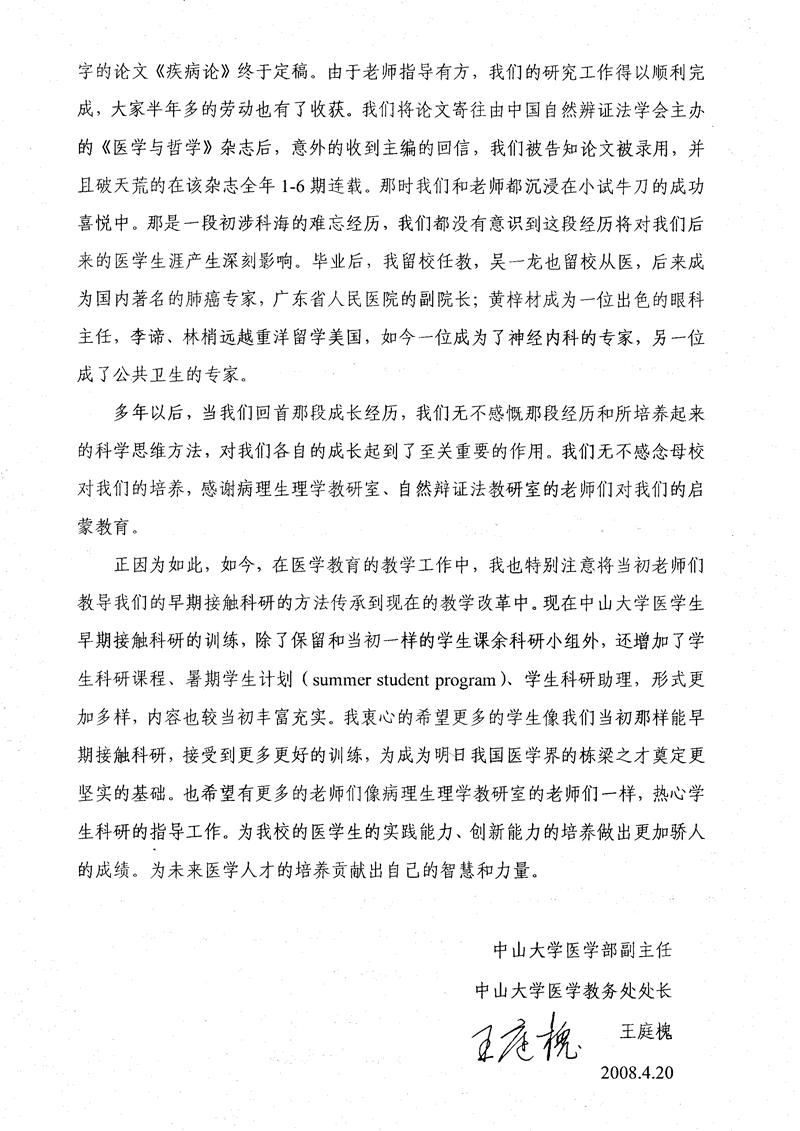 字的论文《疾病论》终于定稿。由于老师指导有方，我们的研究工作得以顺利完
成，大家半年多的劳动也有了收获。我们将论文寄往由中国自然辨证法学会主办
的《医学与哲学》杂志后，意外的收到主编的回信，我们被告知论文被录用，并
且破天荒的在该杂志全年 1-6 期连载。那时我们和老师都沉浸在小试牛刀的成功
喜悦中。那是一段初涉科海的难忘经历，我们都没有意识到这段经历将对我们后
来的医学生涯产生深刻影响。毕业后，我留校任教，吴一龙也留校从医，后来成
为国内著名的肺癌专家，广东省人民医院的副院长；黄梓材成为一位出色的眼科
主任，李谛、林梢远越重洋留学美国，如今一位成为了神经内科的专家，另一位
成了公共卫生的专家。
多年以后，当我们回首那段成长经历，我们无不感慨那段经历和所培养起来
的科学思维方法，对我们各自的成长起到了至关重要的作用。我们无不感念母校
对我们的培养，感谢病理生理学教研室、自然辩证法教研室的老师们对我们的启
蒙教育。
正因为如此，如今，在医学教育的教学工作中，我也特别注意将当初老师们
教导我们的早期接触科研的方法传承到现在的教学改革中。现在中山大学医学生
早期接触科研的训练，除了保留和当初一样的学生课余科研小组外，还增加了学
生科研课程、暑期学生计划（summer student program）、学生科研助理，形式更
加多样，内容也较当初丰富充实。我衷心的希望更多的学生像我们当初那样能早
期接触科研，接受到更多更好的训练，为成为明日我国医学界的栋梁之才奠定更
坚实的基础。也希望有更多的老师们像病理生理学教研室的老师们一样，热心学
生科研的指导工作。为我校的医学生的实践能力、创新能力的培养做出更加骄人
的成绩。为未来医学人才的培养贡献出自己的智慧和力量。
中山大学医学部副主任
中山大学医学教务处处长
王庭槐 王庭槐
2008.4.20